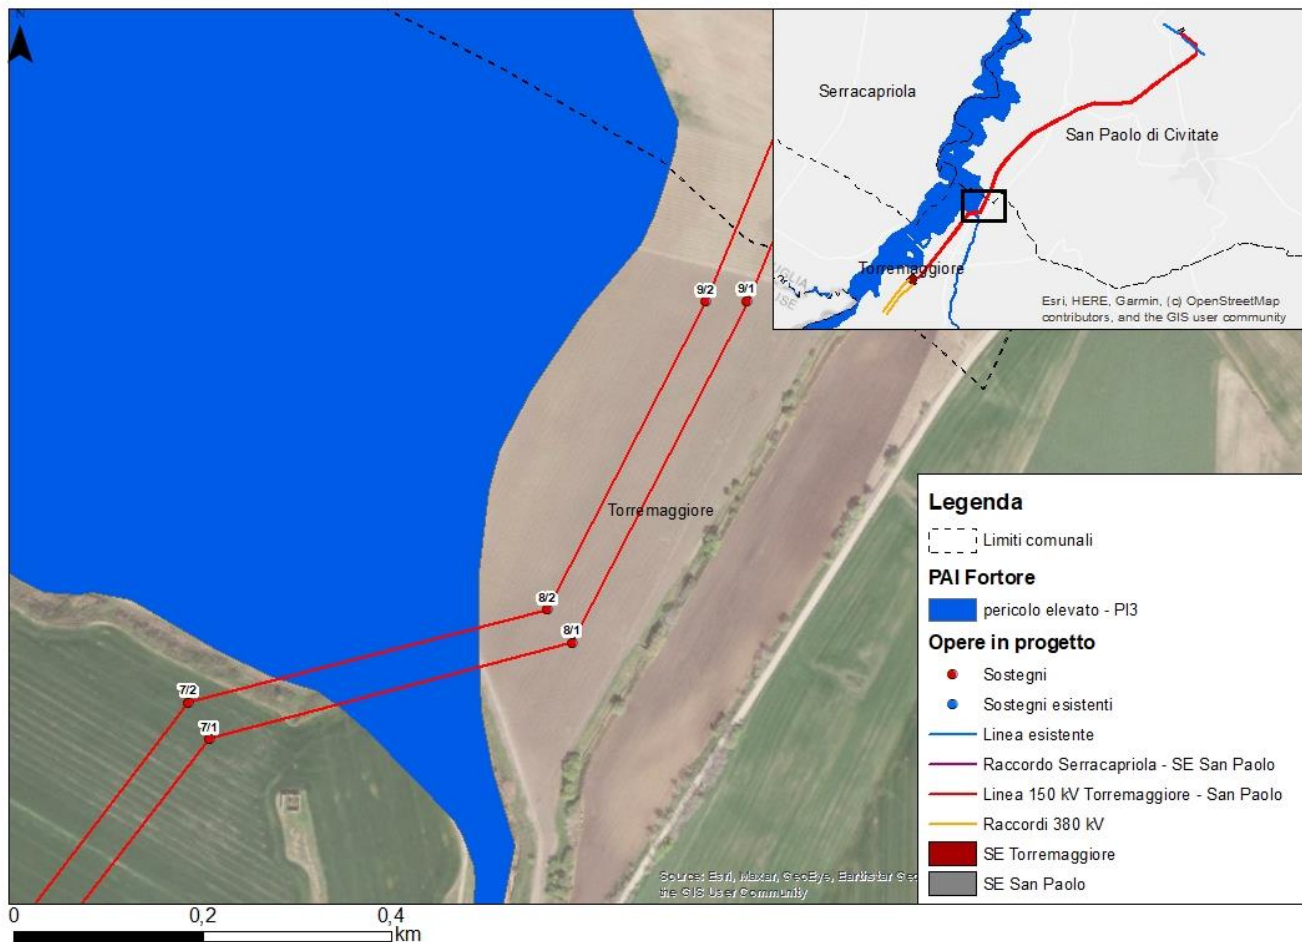 N
Serracapriola
San Paolo di Civitate
Torremaggiore
Esri, HERE, Garmin, (c) OpenStreetMap
contributors, and the GIS user community
9/2
9/1
Torremaggiore
8/2
8/1
7/2
7/1
Legenda
Limiti comunali
PAI Fortore
pericolo elevato - PI3
Opere in progetto
Sostegni
Sostegni esistenti
Linea esistente
Raccordo Serracapriola - SE San Paolo
Linea 150 kV Torremaggiore - San Paolo
Raccordi 380 kV
SE Torremaggiore
SE San Paolo
Source: Esri, Maxar, GeoEye, Earthstar Geo
the GIS User Community
0
0,2
0,4
km